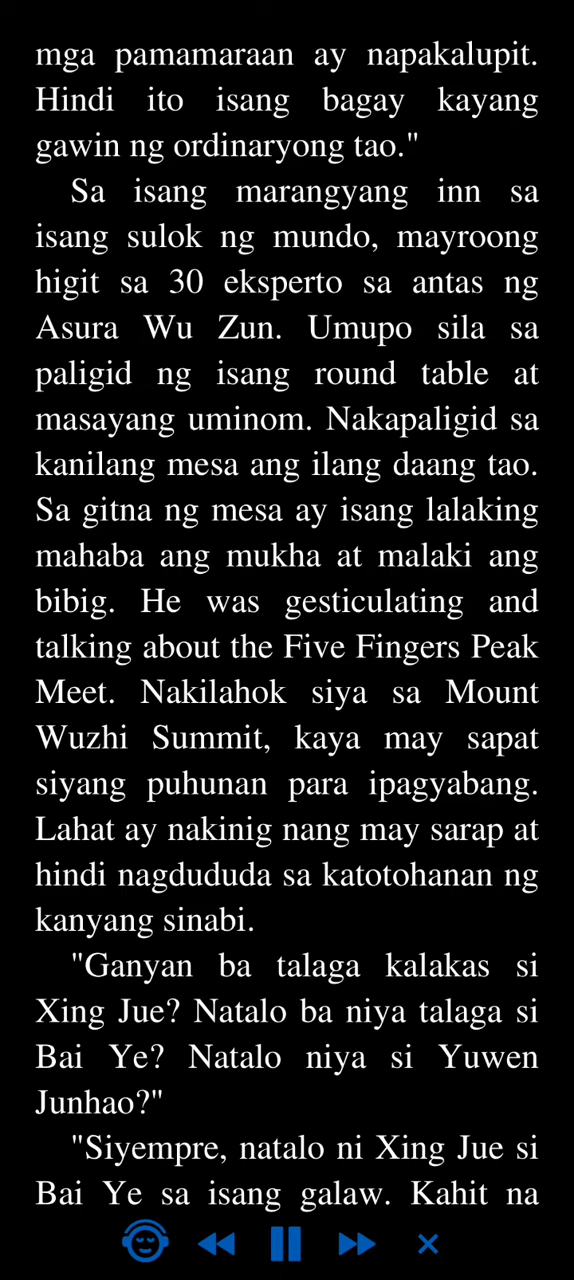 mga pamamaraan ay napakalupit.
Hindi ito isang bagay kayang
gawin ng ordinaryong tao."
Sa isang marangyang inn sa
isang sulok ng mundo, mayroong
higit sa 30 eksperto sa antas ng
Asura Wu Zun. Umupo sila sa
paligid ng isang round table at
masayang uminom. Nakapaligid sa
kanilang mesa ang ilang daang tao.
Sa gitna ng mesa ay isang lalaking
mahaba ang mukha at malaki ang
bibig. He was gesticulating and
talking about the Five Fingers Peak
Meet. Nakilahok siya sa Mount
Wuzhi Summit, kaya may sapat
siyang puhunan para ipagyabang.
Lahat ay nakinig nang may sarap at
hindi nagdududa sa katotohanan ng
kanyang sinabi.
"Ganyan ba talaga kalakas si
Xing Jue? Natalo ba niya talaga si
Bai Ye? Natalo niya si Yuwen
Junhao?"
"Siyempre, natalo ni Xing Jue si
Bai Ye sa isang galaw. Kahit na